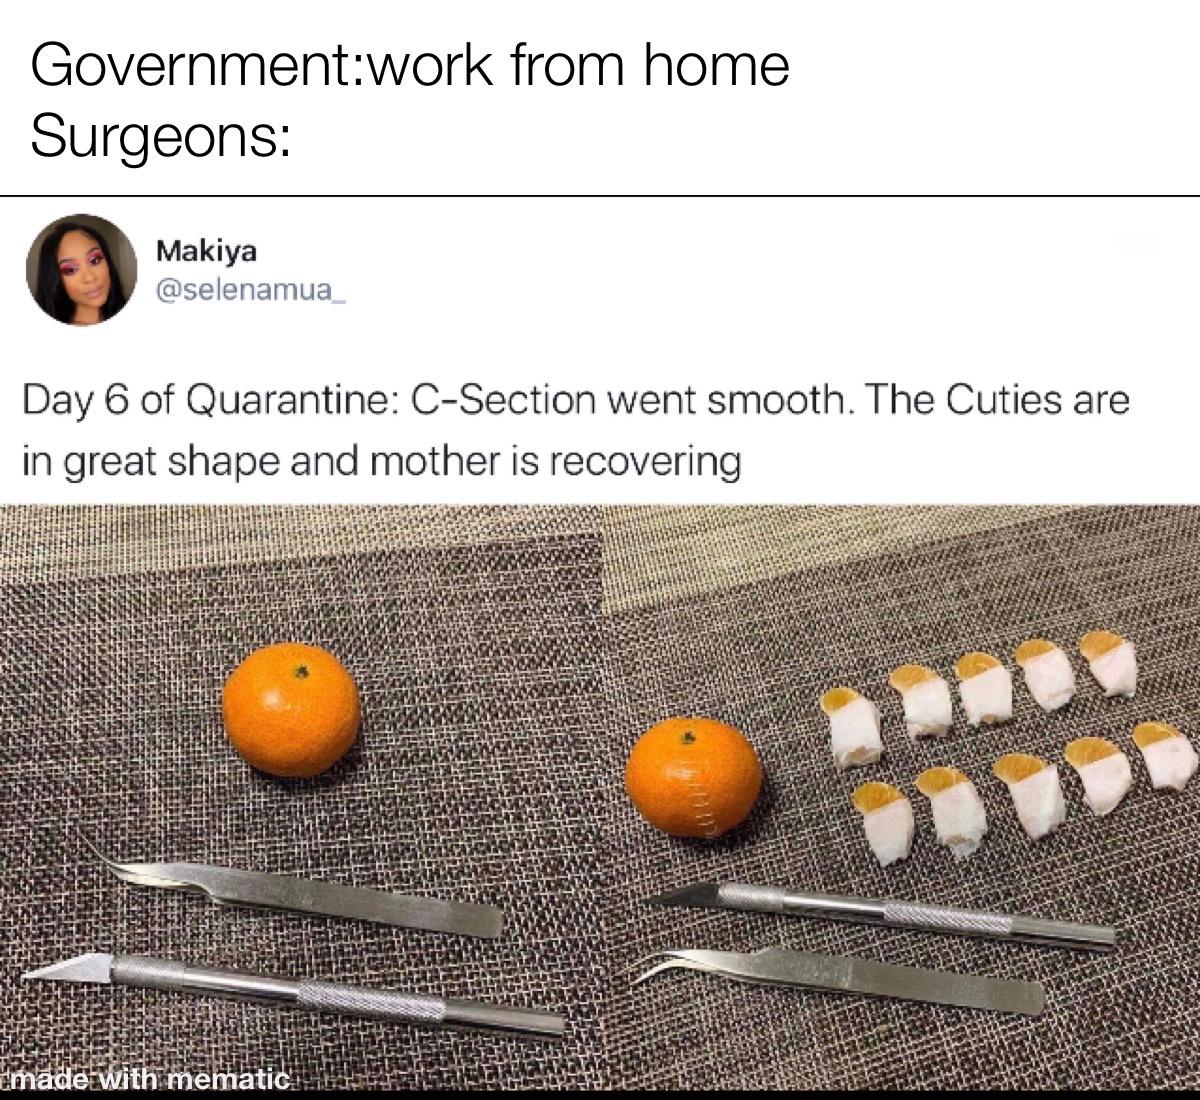 Government:work from home
Surgeons:
Makiya
@selenamua_
Day 6 of Quarantine: C-Section went smooth. The Cuties are
in great shape and mother is recovering
made with mematic